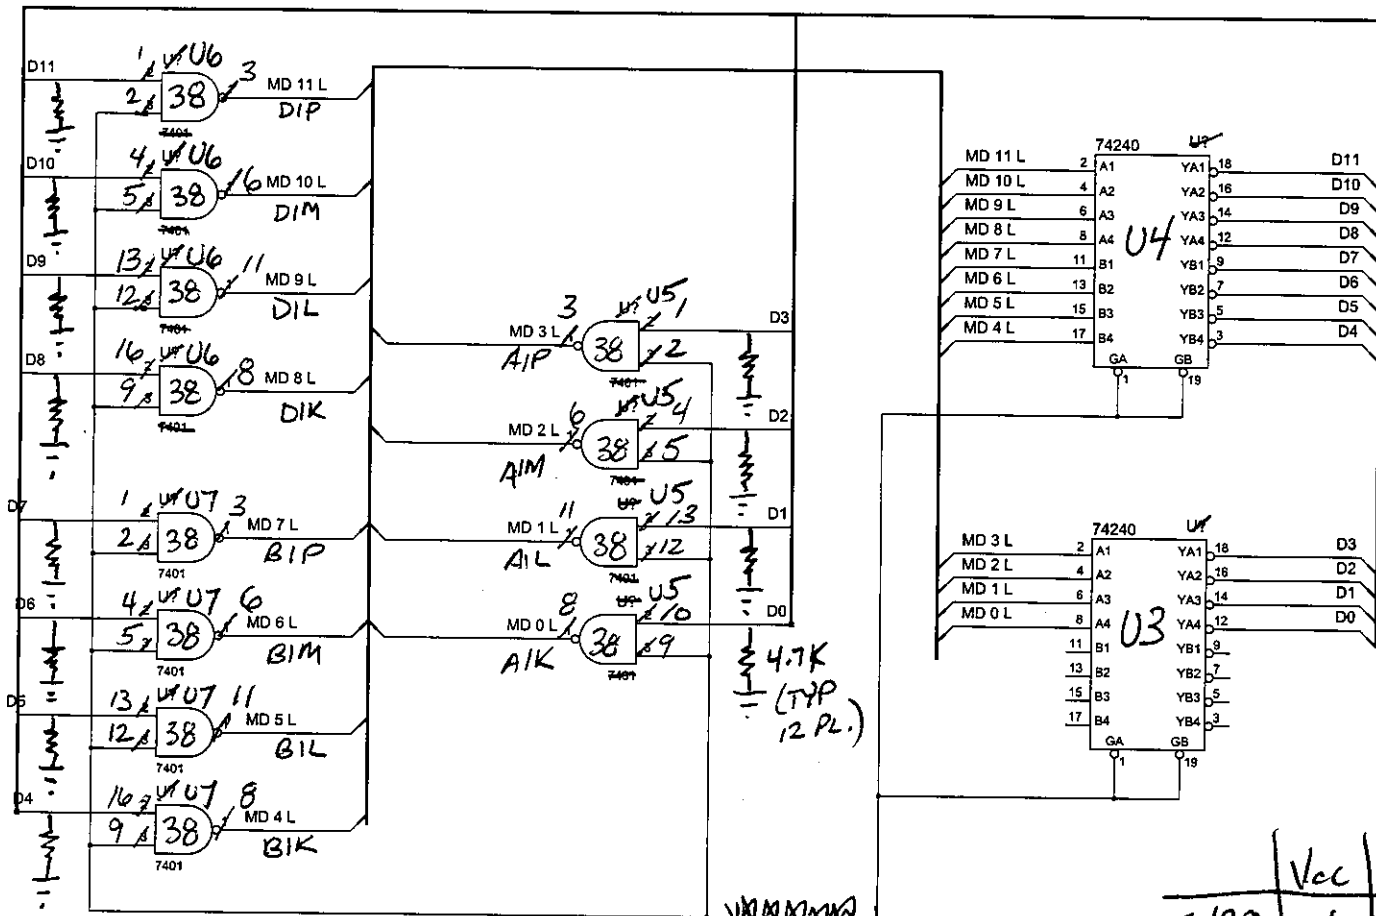 D11
1
U? U6
3
MD 11 L
2
38
DIP
7401
D10
4
U? U6
6
MD 10 L
5
38
DIM
7401
D9
13
U? U6
11
MD 9 L
12
38
DIL
7401
D8
U? U6
8
MD 8 L
9
38
DIK
7401
D7
1
U? U7
3
MD 7 L
2
38
BIP
7401
D6
4
U? U7
6
MD 6 L
5
38
BIM
7401
D5
13
U? U7
11
MD 5 L
12
38
BIL
7401
D4
U? U7
8
MD 4 L
9
38
BIK
7401
U? U5
MD 3 L
3
38
1
D3
AIP
2
7401
U? U5
MD 2 L
6
38
4
D2
AIM
5
7401
U? U5
MD 1 L
11
38
13
D1
AIL
12
7401
U? U5
MD 0 L
8
38
10
D0
AIK
9
7401
4.7K
(TYP
12 PL.)
74240 U?
MD 11 L 2 A1 YA1 18 D11
MD 10 L 4 A2 YA2 16 D10
MD 9 L 6 A3 YA3 14 D9
MD 8 L 8 A4 YA4 12 D8
MD 7 L 11 B1 YB1 9 D7
MD 6 L 13 B2 YB2 7 D6
MD 5 L 15 B3 YB3 5 D5
MD 4 L 17 B4 YB4 3 D4
U4
GA GB
1 19
74240 U?
MD 3 L 2 A1 YA1 18 D3
MD 2 L 4 A2 YA2 16 D2
MD 1 L 6 A3 YA3 14 D1
MD 0 L 8 A4 YA4 12 D0
11 B1 YB1 9
13 B2 YB2 7
15 B3 YB3 5
17 B4 YB4 3
U3
GA GB
1 19
Vcc